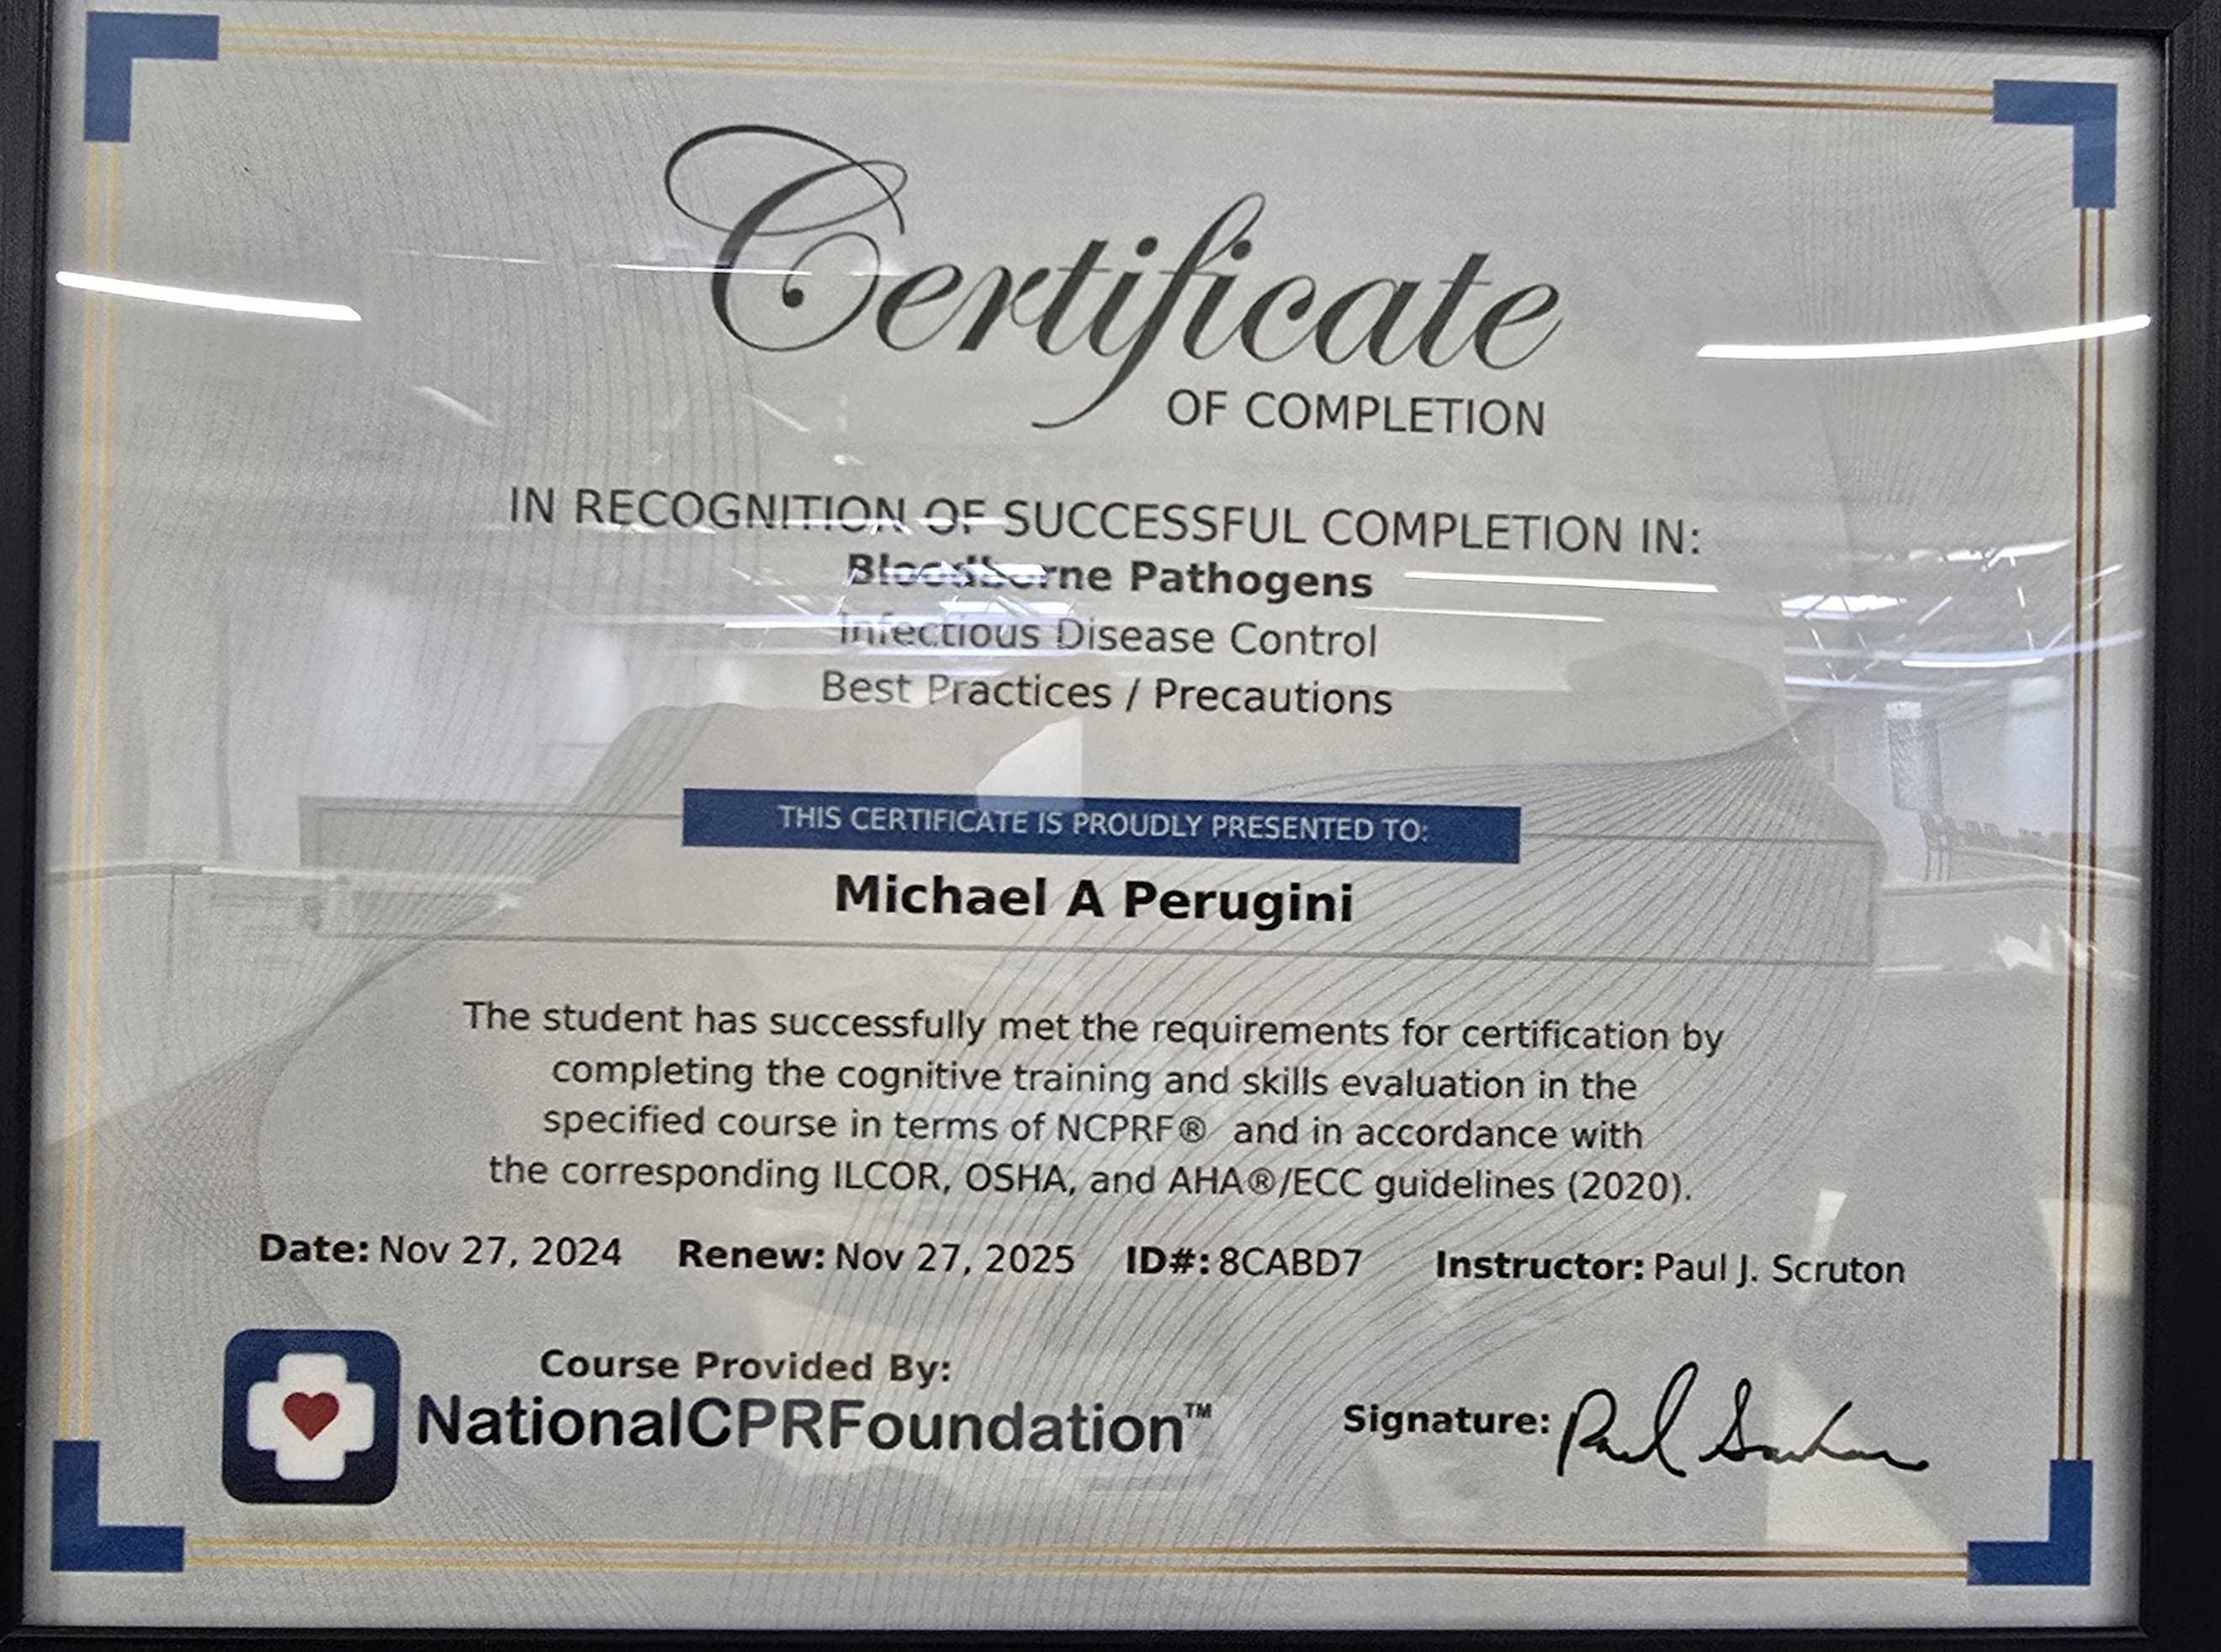 Certificate
OF COMPLETION
IN RECOGNITION OF SUCCESSFUL COMPLETION IN:
Bloodborne Pathogens
Infectious Disease Control
Best Practices / Precautions
THIS CERTIFICATE IS PROUDLY PRESENTED TO:
Michael A Perugini
The student has successfully met the requirements for certification by
completing the cognitive training and skills evaluation in the
specified course in terms of NCPRF® and in accordance with
the corresponding ILCOR, OSHA, and AHA®/ECC guidelines (2020).
Date: Nov 27, 2024 Renew: Nov 27, 2025 ID#: 8CABD7 Instructor: Paul J. Scruton
Course Provided By:
NationalCPRFoundation™
Signature: Paul Scruton